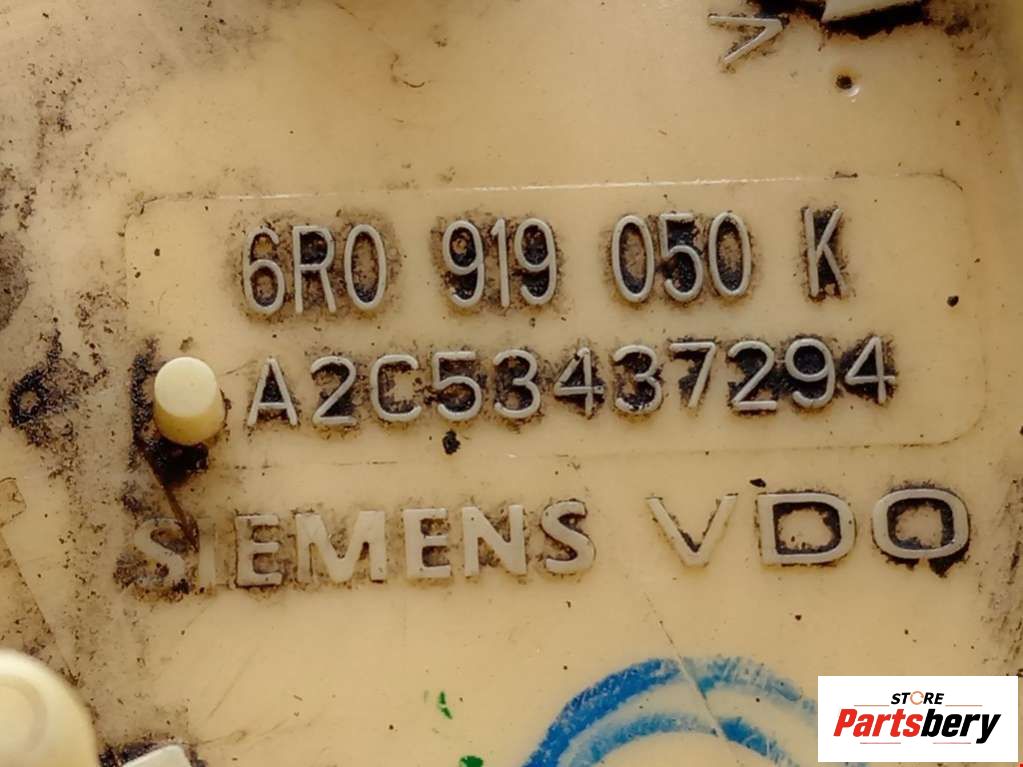 6R0 919 050 K
A2C53437294
SIEMENS VDO
STORE
Partsbery